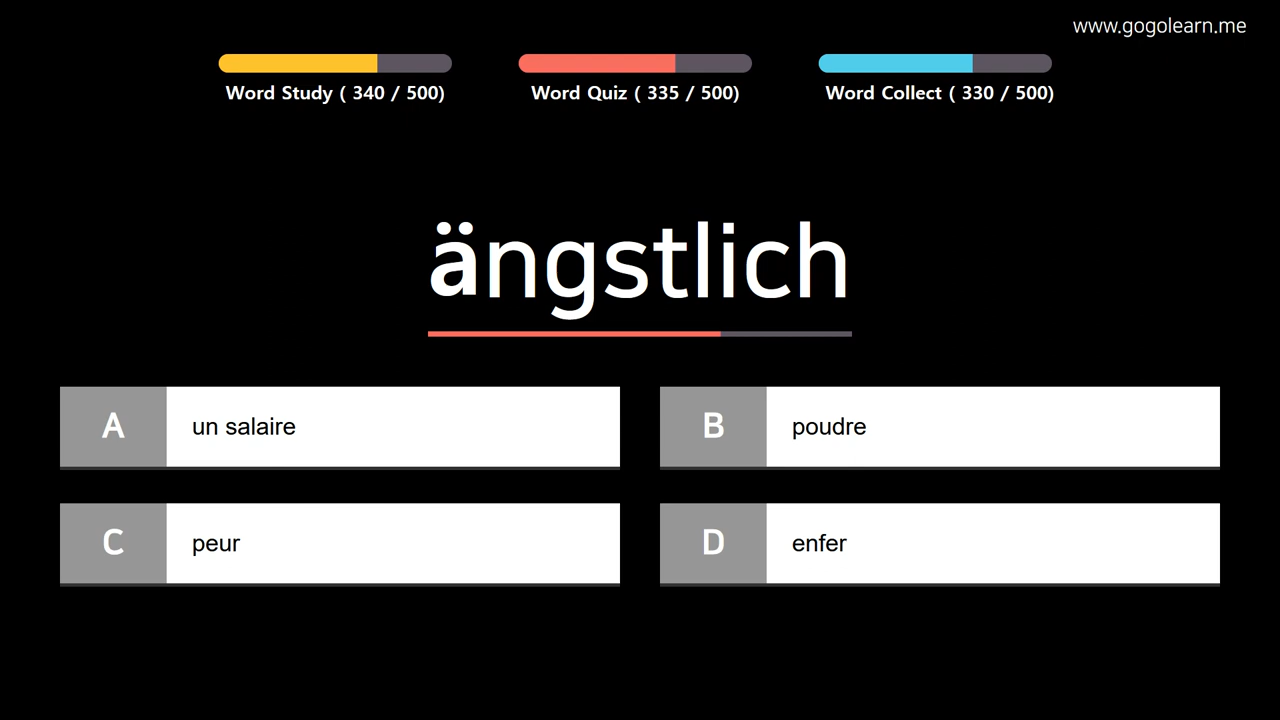 www.gogolearn.me
Word Study ( 340 / 500)
Word Quiz ( 335 / 500)
Word Collect ( 330 / 500)
ängstlich
A un salaire
B poudre
C peur
D enfer